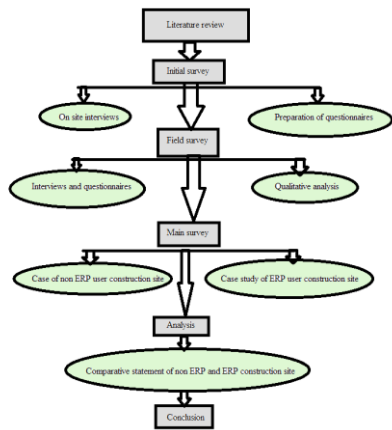 Literature review
Initial survey
On site interviews
Preparation of questionnaires
Field survey
Interviews and questionnaires
Qualitative analysis
Main survey
Case of non ERP user construction site
Case study of ERP user construction site
Analysis
Comparative statement of non ERP and ERP construction site
Conclusion